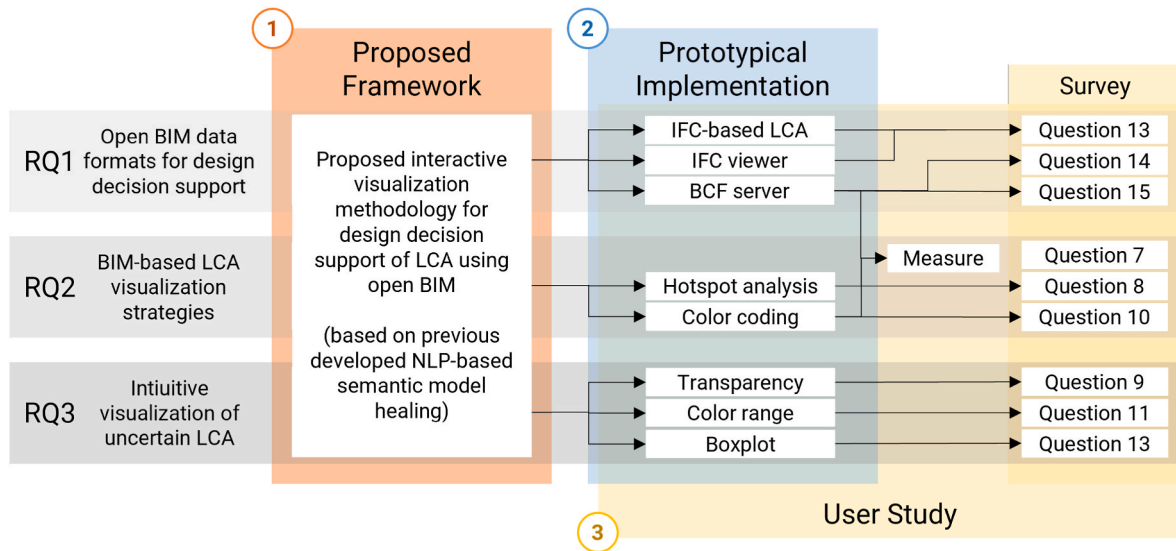 1
Proposed
Framework
2
Prototypical
Implementation
Survey
RQ1
Open BIM data
formats for design
decision support
RQ2
BIM-based LCA
visualization
strategies
RQ3
Intuitive
visualization of
uncertain LCA
Proposed interactive
visualization
methodology for
design decision
support of LCA using
open BIM
(based on previous
developed NLP-based
semantic model
healing)
IFC-based LCA
IFC viewer
BCF server
Hotspot analysis
Color coding
Transparency
Color range
Boxplot
Measure
Question 13
Question 14
Question 15
Question 7
Question 8
Question 10
Question 9
Question 11
Question 13
3
User Study